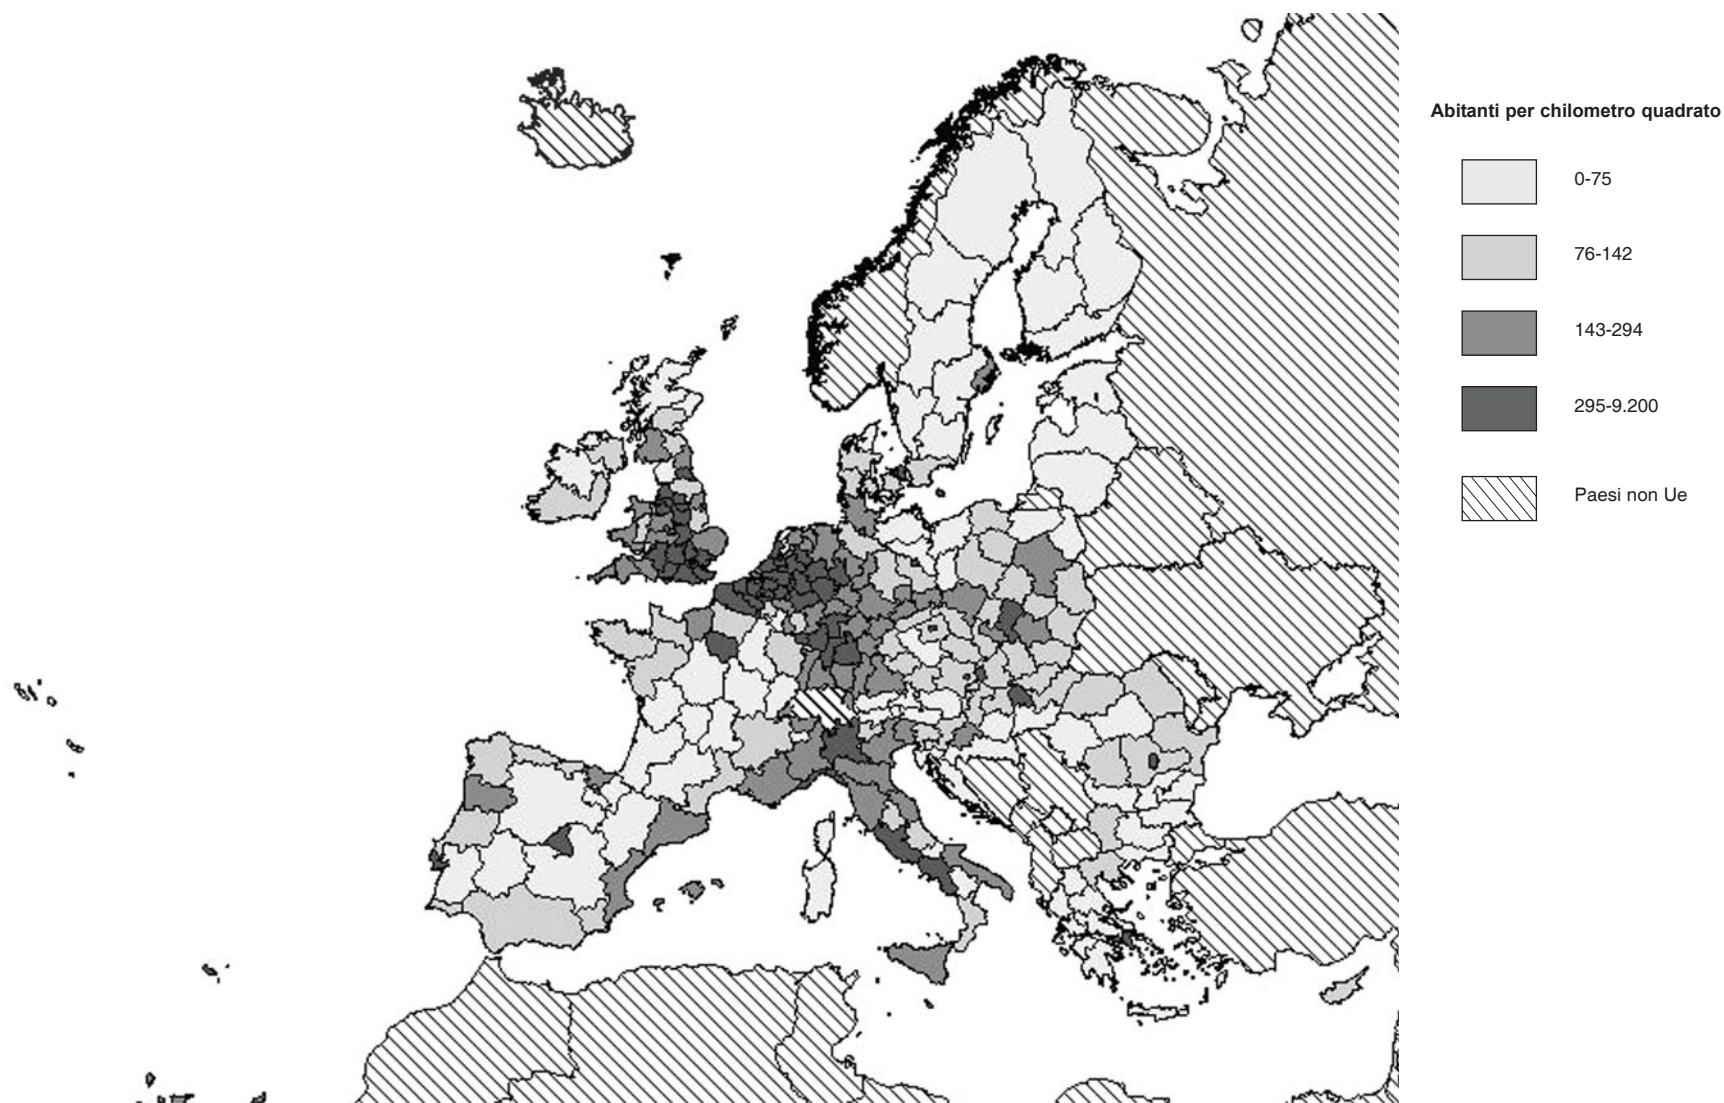 Abitanti per chilometro quadrato
0-75
76-142
143-294
295-9.200
Paesi non Ue